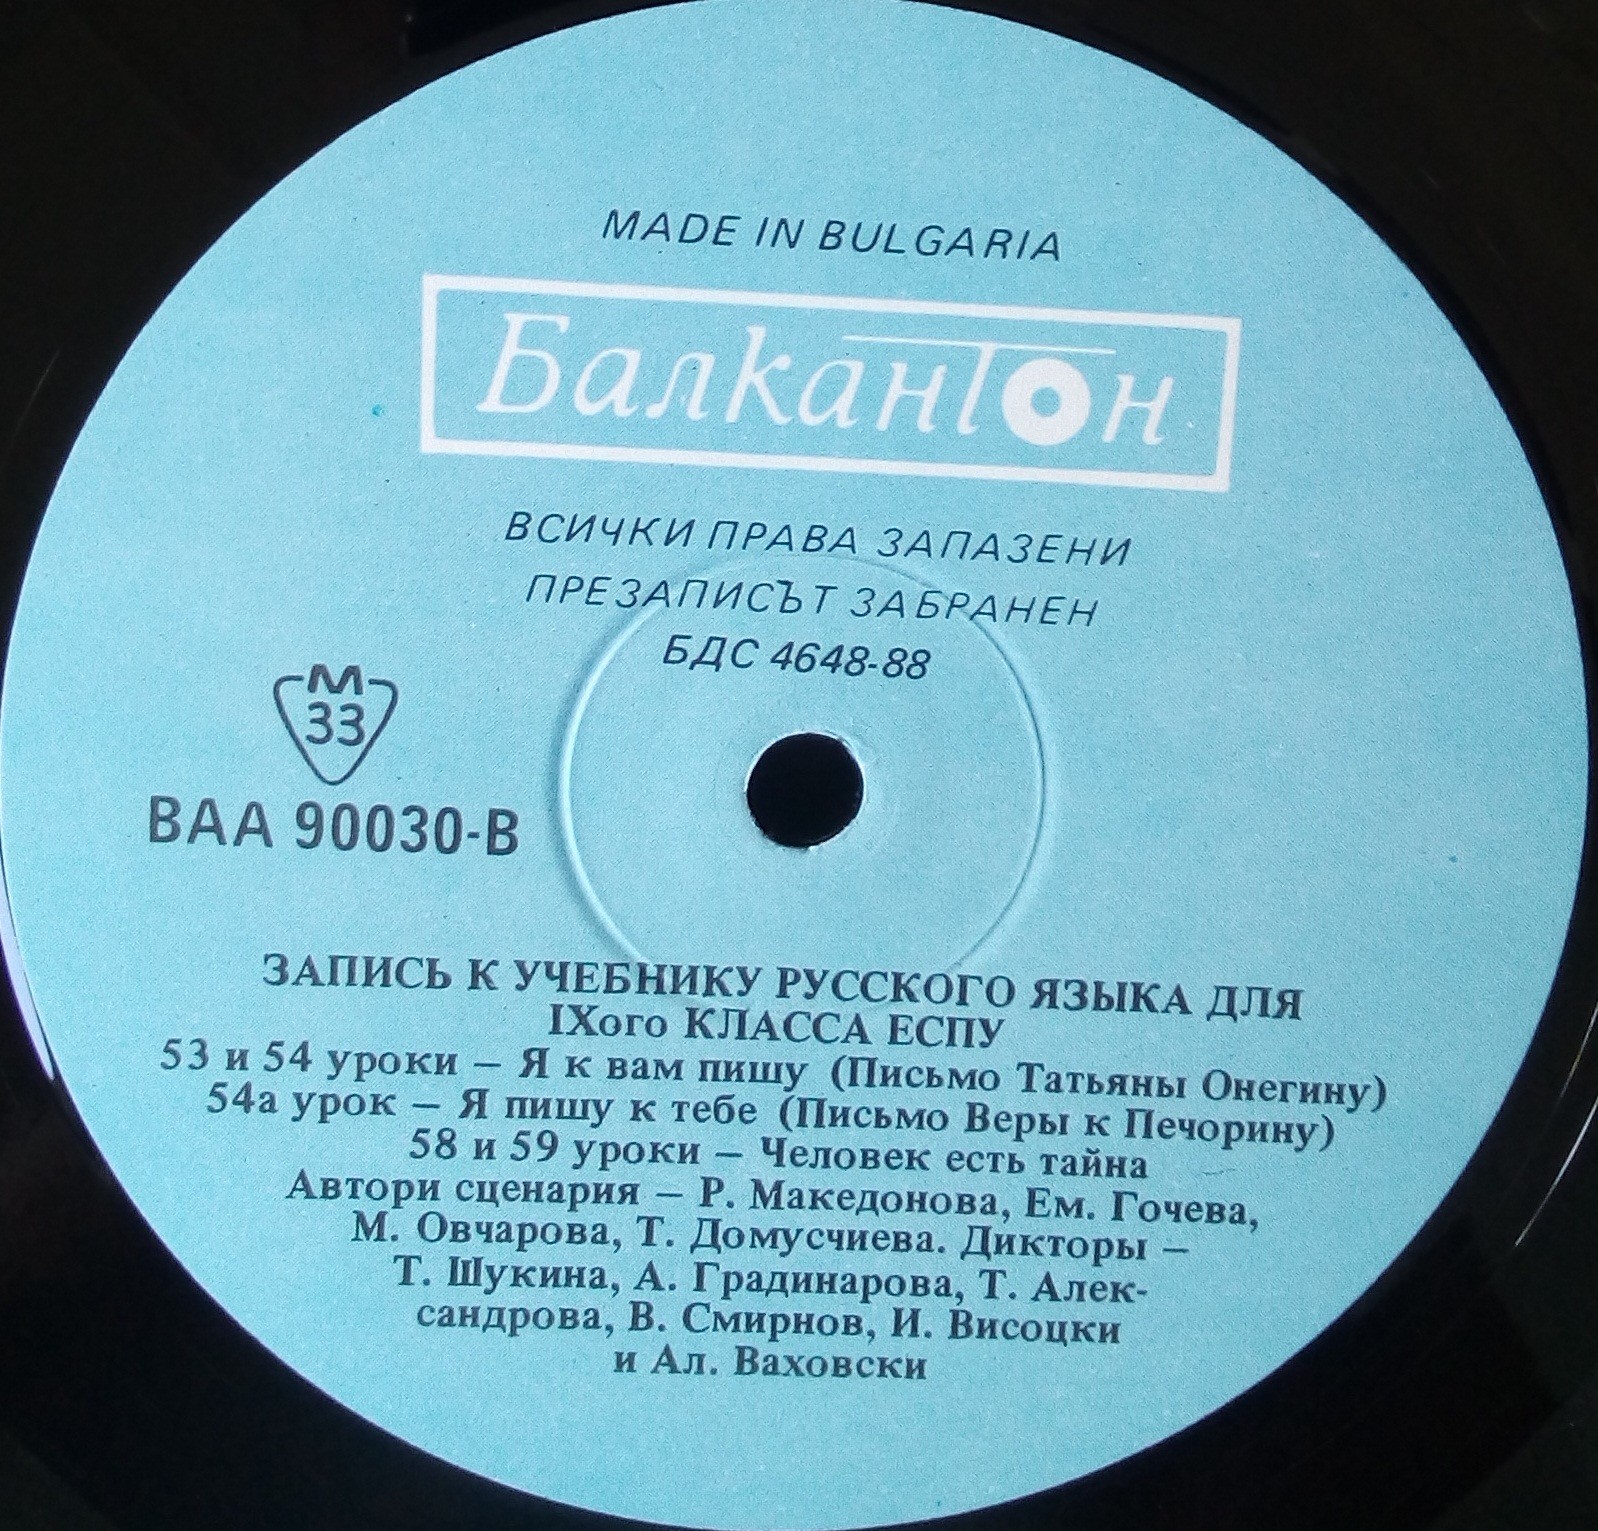 MADE IN BULGARIA
Балкантон
ВСИЧКИ ПРАВА ЗАПАЗЕНИ
ПРЕЗАПИСЪТ ЗАБРАНЕН
БДС 4648-88
М
33
ВАА 90030-В
ЗАПИСЬ К УЧЕБНИКУ РУССКОГО ЯЗЫКА ДЛЯ
IXого КЛАССА ЕСПУ
53 и 54 уроки – Я к вам пишу (Письмо Татьяны Онегину)
54а урок – Я пишу к тебе (Письмо Веры к Печорину)
58 и 59 уроки – Человек есть тайна
Автори сценария – Р. Македонова, Ем. Гочева,
М. Овчарова, Т. Домусчиева. Дикторы –
Т. Шукина, А. Градинарова, Т. Алек-
сандрова, В. Смирнов, И. Висоцки
и Ал. Ваховски